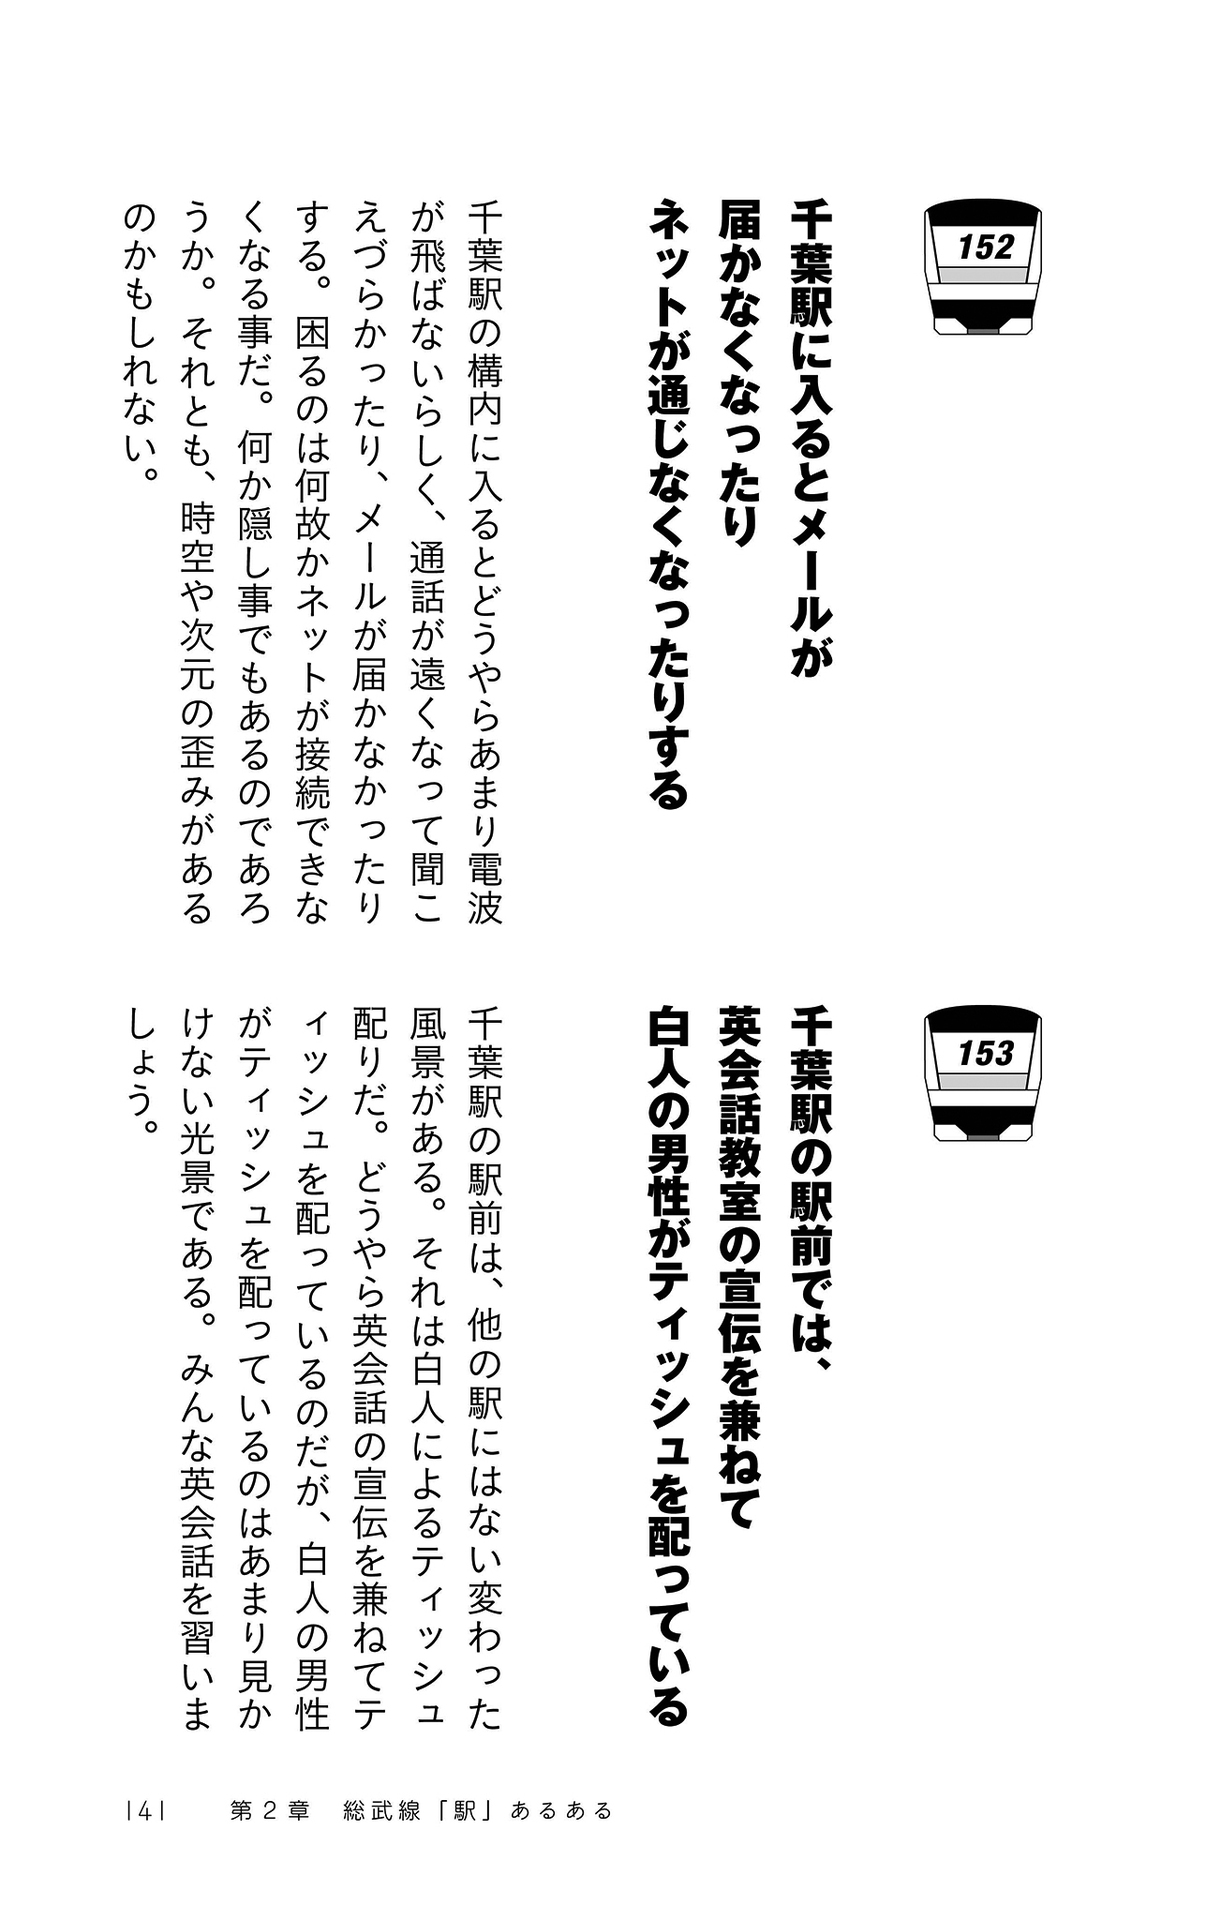 152
千葉駅に入るとメールが
届かなくなったり
ネットが通じなくなったりする
千葉駅の構内に入るとどうやらあまり電波
が飛ばないらしく、通話が遠くなって聞こ
えづらかったり、メールが届かなかったり
する。困るのは何故かネットが接続できな
くなる事だ。何か隠し事でもあるのであろ
うか。それとも、時空や次元の歪みがある
のかもしれない。
153
千葉駅の駅前では、
英会話教室の宣伝を兼ねて
白人の男性がティッシュを配っている
千葉駅の駅前は、他の駅にはない変わった
風景がある。それは白人によるティッシュ
配りだ。どうやら英会話の宣伝を兼ねてテ
ィッシュを配っているのだが、白人の男性
がティッシュを配っているのはあまり見か
けない光景である。みんな英会話を習いま
しょう。
141 第2章 総武線「駅」あるある